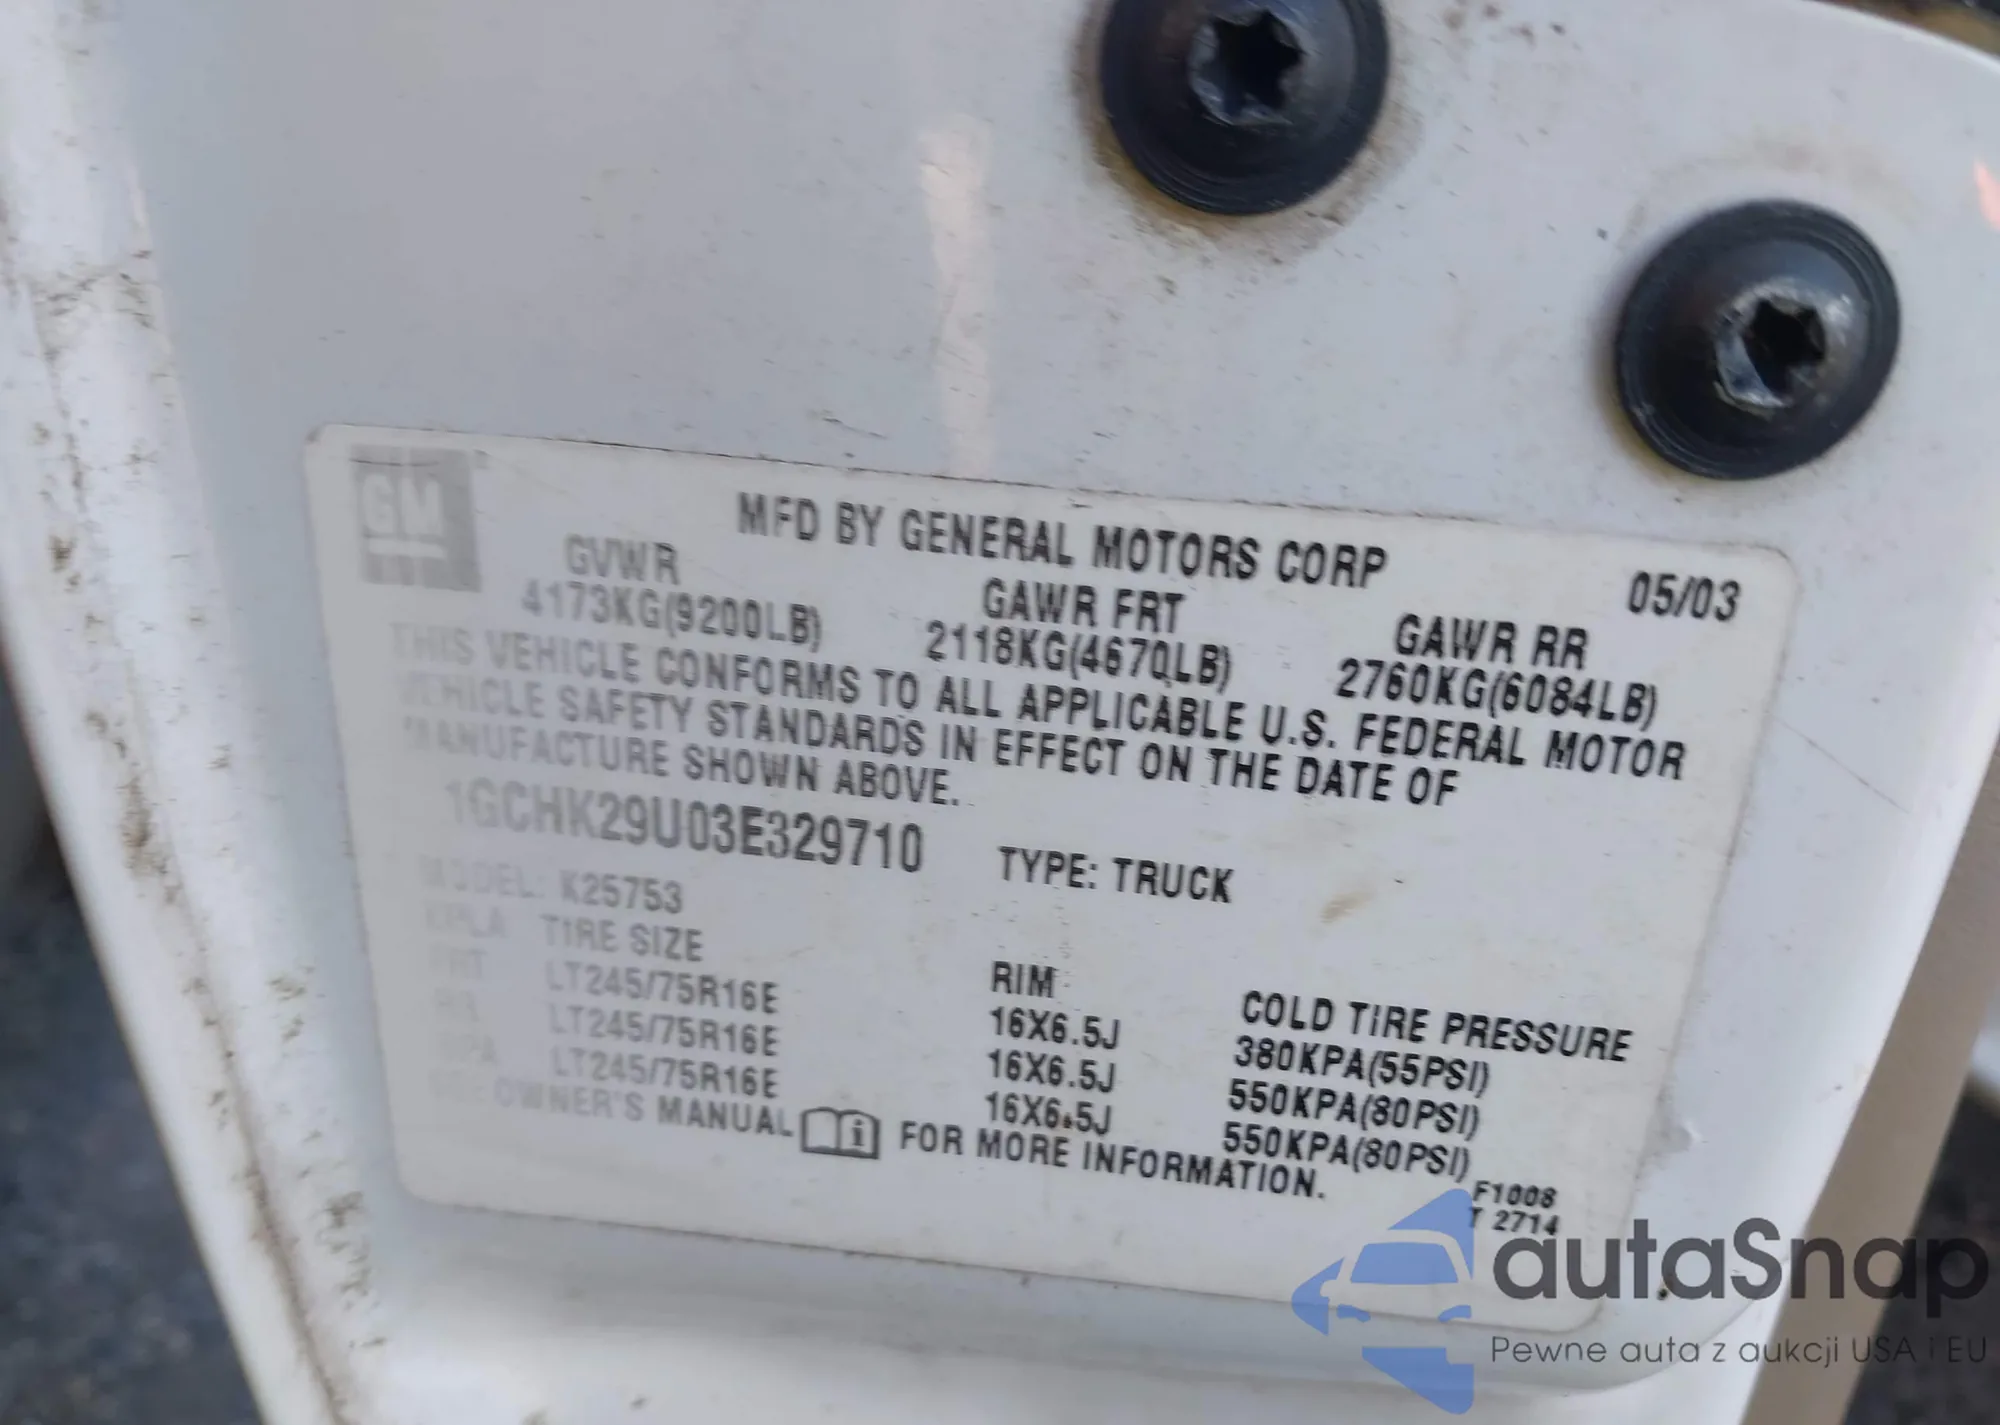 GM
MFD BY GENERAL MOTORS CORP
05/03
GVWR GAWR FRT GAWR RR
4173KG(9200LB) 2118KG(4670LB) 2760KG(6084LB)
THIS VEHICLE CONFORMS TO ALL APPLICABLE U.S. FEDERAL MOTOR
VEHICLE SAFETY STANDARDS IN EFFECT ON THE DATE OF
MANUFACTURE SHOWN ABOVE.
1GCHK29U03E329710 TYPE: TRUCK
MODEL: K25753
TIRE SIZE RIM COLD TIRE PRESSURE
FRT LT245/75R16E 16X6.5J 380KPA(55PSI)
LT245/75R16E 16X6.5J 550KPA(80PSI)
LT245/75R16E 16X6.5J 550KPA(80PSI)
OWNER'S MANUAL i FOR MORE INFORMATION.
F1008
T 2714
autaSnap
Pewne auta z aukcji USA i EU